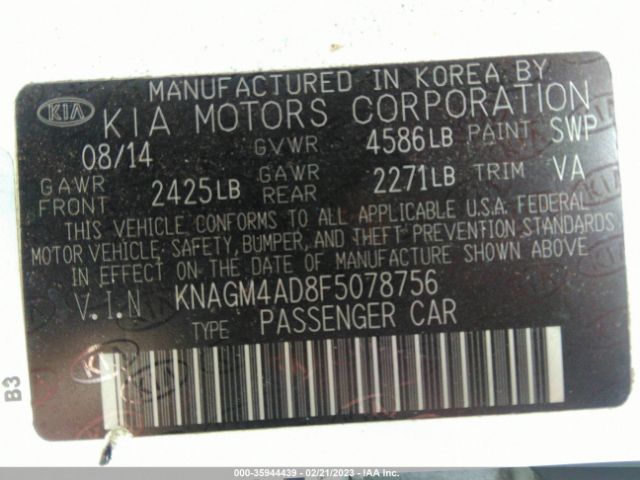 MANUFACTURED IN KOREA BY
KIA KIA MOTORS CORPORATION
08/14 GVWR 4586LB PAINT SWP
GAWR FRONT 2425LB GAWR REAR 2271LB TRIM VA
THIS VEHICLE CONFORMS TO ALL APPLICABLE U.S.A. FEDERAL
MOTOR VEHICLE, SAFETY, BUMPER, AND THEFT PREVENTION STANDARDS
IN EFFECT ON THE DATE OF MANUFACTURE SHOWN ABOVE
V.I.N KNAGM4AD8F5078756
TYPE PASSENGER CAR
B3
000-35944439 - 02/21/2023 - IAA Inc.